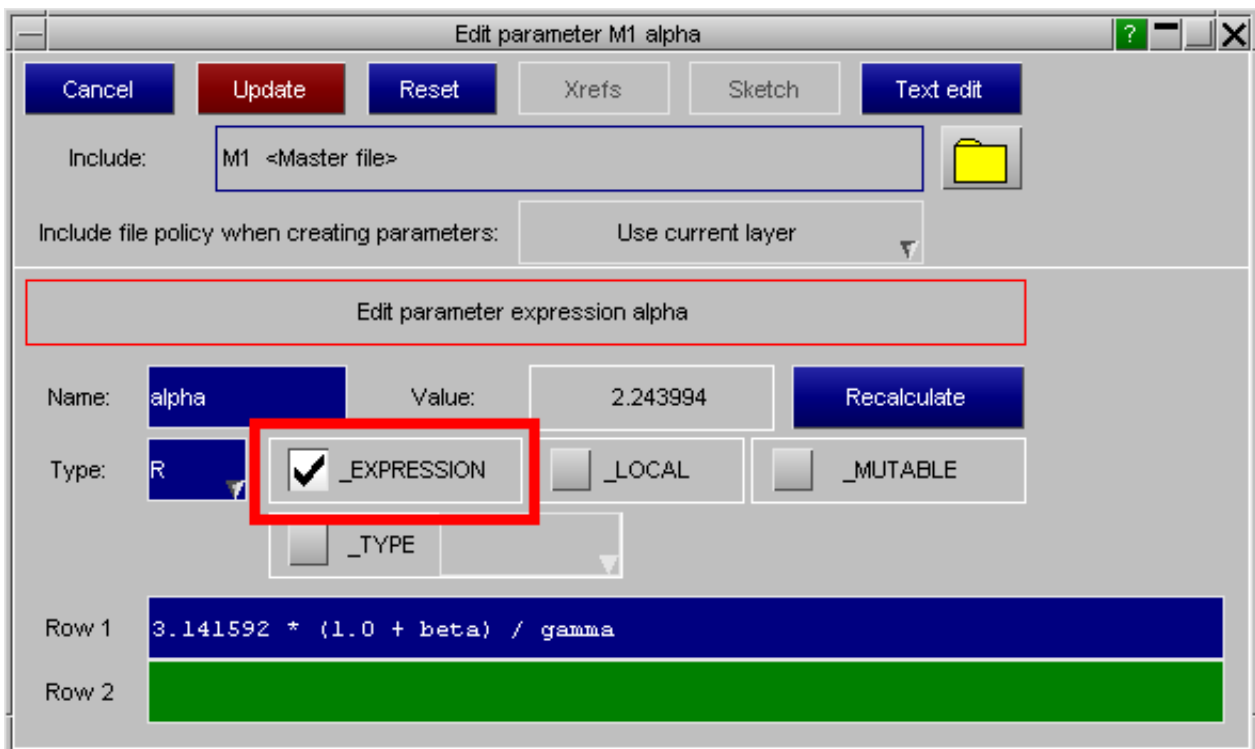 Edit parameter M1 alpha ?
Cancel Update Reset Xrefs Sketch Text edit
Include: M1 <Master file>
Include file policy when creating parameters: Use current layer
Edit parameter expression alpha
Name: alpha Value: 2.243994 Recalculate
Type: R _EXPRESSION _LOCAL _MUTABLE
_TYPE
Row 1 3.141592 * (1.0 + beta) / gamma
Row 2